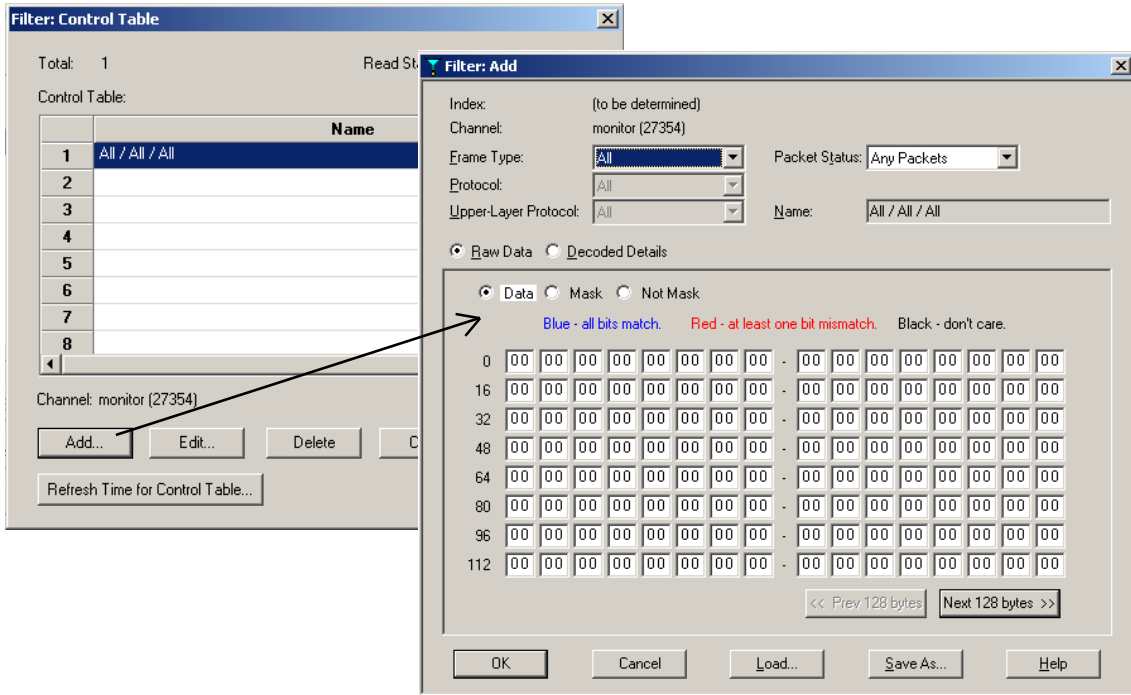 Filter: Control Table
Total: 1 Read St
Control Table:
Name
1 All / All / All
2
3
4
5
6
7
8
Channel: monitor (27354)
Add... Edit... Delete C
Refresh Time for Control Table...
Filter: Add
Index: (to be determined)
Channel: monitor (27354)
Frame Type: All Packet Status: Any Packets
Protocol: All
Upper-Layer Protocol: All Name: All / All / All
Raw Data Decoded Details
Data Mask Not Mask
Blue - all bits match. Red - at least one bit mismatch. Black - don't care.
0 00 00 00 00 00 00 00 00 - 00 00 00 00 00 00 00 00
16 00 00 00 00 00 00 00 00 - 00 00 00 00 00 00 00 00
32 00 00 00 00 00 00 00 00 - 00 00 00 00 00 00 00 00
48 00 00 00 00 00 00 00 00 - 00 00 00 00 00 00 00 00
64 00 00 00 00 00 00 00 00 - 00 00 00 00 00 00 00 00
80 00 00 00 00 00 00 00 00 - 00 00 00 00 00 00 00 00
96 00 00 00 00 00 00 00 00 - 00 00 00 00 00 00 00 00
112 00 00 00 00 00 00 00 00 - 00 00 00 00 00 00 00 00
<< Prev 128 bytes Next 128 bytes >>
OK Cancel Load... Save As... Help